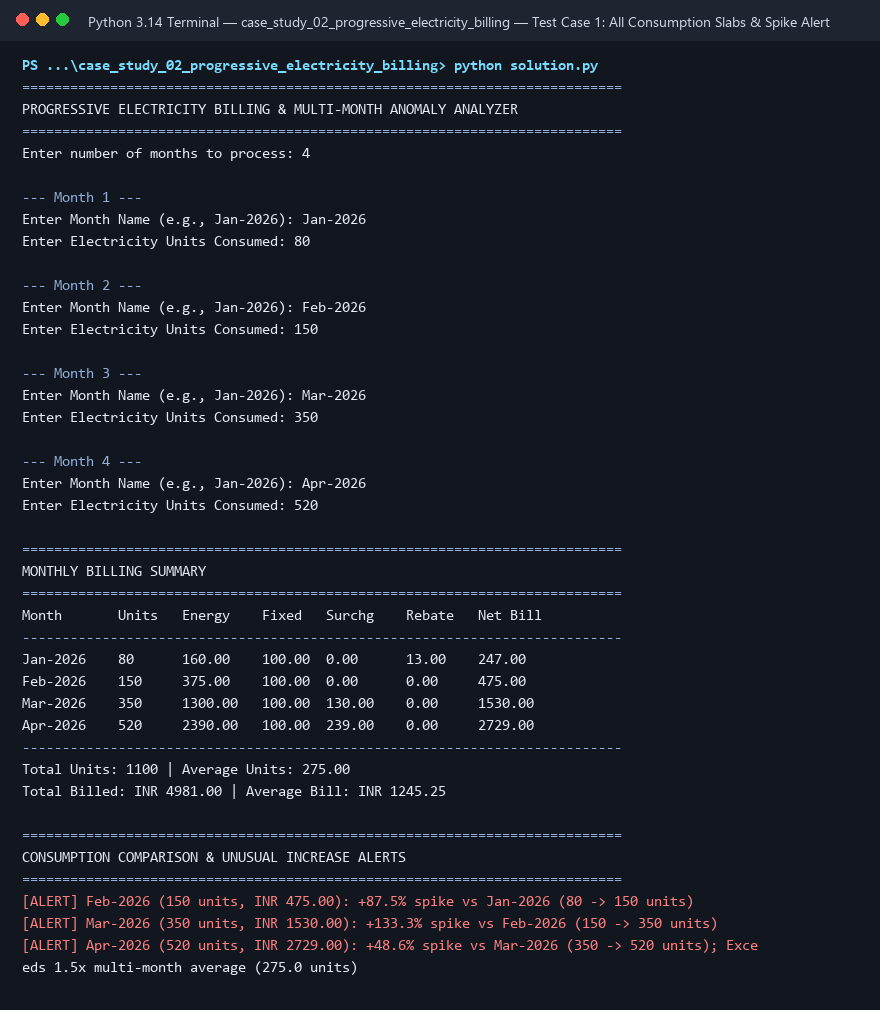 Python 3.14 Terminal — case_study_02_progressive_electricity_billing — Test Case 1: All Consumption Slabs & Spike Alert
PS ...\case_study_02_progressive_electricity_billing> python solution.py
===========================================================================
PROGRESSIVE ELECTRICITY BILLING & MULTI-MONTH ANOMALY ANALYZER
===========================================================================
Enter number of months to process: 4
--- Month 1 ---
Enter Month Name (e.g., Jan-2026): Jan-2026
Enter Electricity Units Consumed: 80
--- Month 2 ---
Enter Month Name (e.g., Jan-2026): Feb-2026
Enter Electricity Units Consumed: 150
--- Month 3 ---
Enter Month Name (e.g., Jan-2026): Mar-2026
Enter Electricity Units Consumed: 350
--- Month 4 ---
Enter Month Name (e.g., Jan-2026): Apr-2026
Enter Electricity Units Consumed: 520
===========================================================================
MONTHLY BILLING SUMMARY
===========================================================================
Month       Units   Energy    Fixed   Surchg    Rebate   Net Bill
---------------------------------------------------------------------------
Jan-2026    80      160.00    100.00  0.00      13.00    247.00
Feb-2026    150     375.00    100.00  0.00      0.00     475.00
Mar-2026    350     1300.00   100.00  130.00    0.00     1530.00
Apr-2026    520     2390.00   100.00  239.00    0.00     2729.00
---------------------------------------------------------------------------
Total Units: 1100 | Average Units: 275.00
Total Billed: INR 4981.00 | Average Bill: INR 1245.25
===========================================================================
CONSUMPTION COMPARISON & UNUSUAL INCREASE ALERTS
===========================================================================
[ALERT] Feb-2026 (150 units, INR 475.00): +87.5% spike vs Jan-2026 (80 -> 150 units)
[ALERT] Mar-2026 (350 units, INR 1530.00): +133.3% spike vs Feb-2026 (150 -> 350 units)
[ALERT] Apr-2026 (520 units, INR 2729.00): +48.6% spike vs Mar-2026 (350 -> 520 units); Exce
eds 1.5x multi-month average (275.0 units)